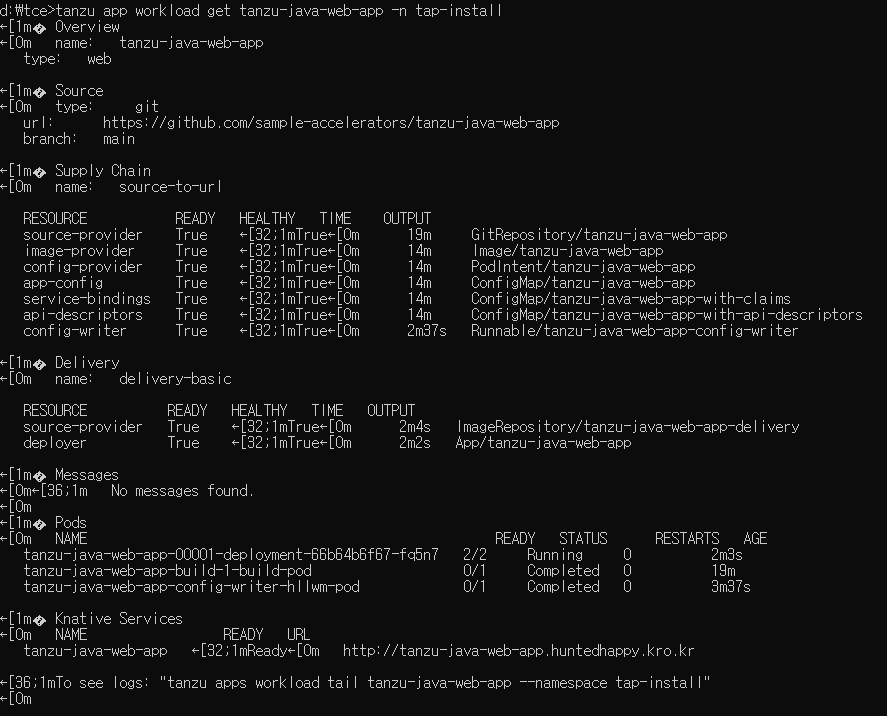 d:\tce>tanzu app workload get tanzu-java-web-app -n tap-install
←[1m� Overview
←[0m   name:   tanzu-java-web-app
   type:   web

←[1m� Source
←[0m   type:     git
   url:      https://github.com/sample-accelerators/tanzu-java-web-app
   branch:   main

←[1m� Supply Chain
←[0m   name:   source-to-url

   RESOURCE           READY   HEALTHY   TIME    OUTPUT
   source-provider    True    ←[32;1mTrue←[0m      19m     GitRepository/tanzu-java-web-app
   image-provider     True    ←[32;1mTrue←[0m      14m     Image/tanzu-java-web-app
   config-provider    True    ←[32;1mTrue←[0m      14m     PodIntent/tanzu-java-web-app
   app-config         True    ←[32;1mTrue←[0m      14m     ConfigMap/tanzu-java-web-app
   service-bindings   True    ←[32;1mTrue←[0m      14m     ConfigMap/tanzu-java-web-app-with-claims
   api-descriptors    True    ←[32;1mTrue←[0m      14m     ConfigMap/tanzu-java-web-app-with-api-descriptors
   config-writer      True    ←[32;1mTrue←[0m      2m37s   Runnable/tanzu-java-web-app-config-writer

←[1m� Delivery
←[0m   name:   delivery-basic

   RESOURCE          READY   HEALTHY   TIME   OUTPUT
   source-provider   True    ←[32;1mTrue←[0m      2m4s   ImageRepository/tanzu-java-web-app-delivery
   deployer          True    ←[32;1mTrue←[0m      2m2s   App/tanzu-java-web-app

←[1m� Messages
←[0m←[36;1m   No messages found.
←[0m
←[1m� Pods
←[0m   NAME                                                   READY   STATUS      RESTARTS   AGE
   tanzu-java-web-app-00001-deployment-66b64b6f67-fq5n7   2/2     Running     0          2m3s
   tanzu-java-web-app-build-1-build-pod                   0/1     Completed   0          19m
   tanzu-java-web-app-config-writer-hllwm-pod             0/1     Completed   0          3m37s

←[1m� Knative Services
←[0m   NAME                 READY   URL
   tanzu-java-web-app   ←[32;1mReady←[0m   http://tanzu-java-web-app.huntedhappy.kro.kr

←[36;1mTo see logs: "tanzu apps workload tail tanzu-java-web-app --namespace tap-install"
←[0m